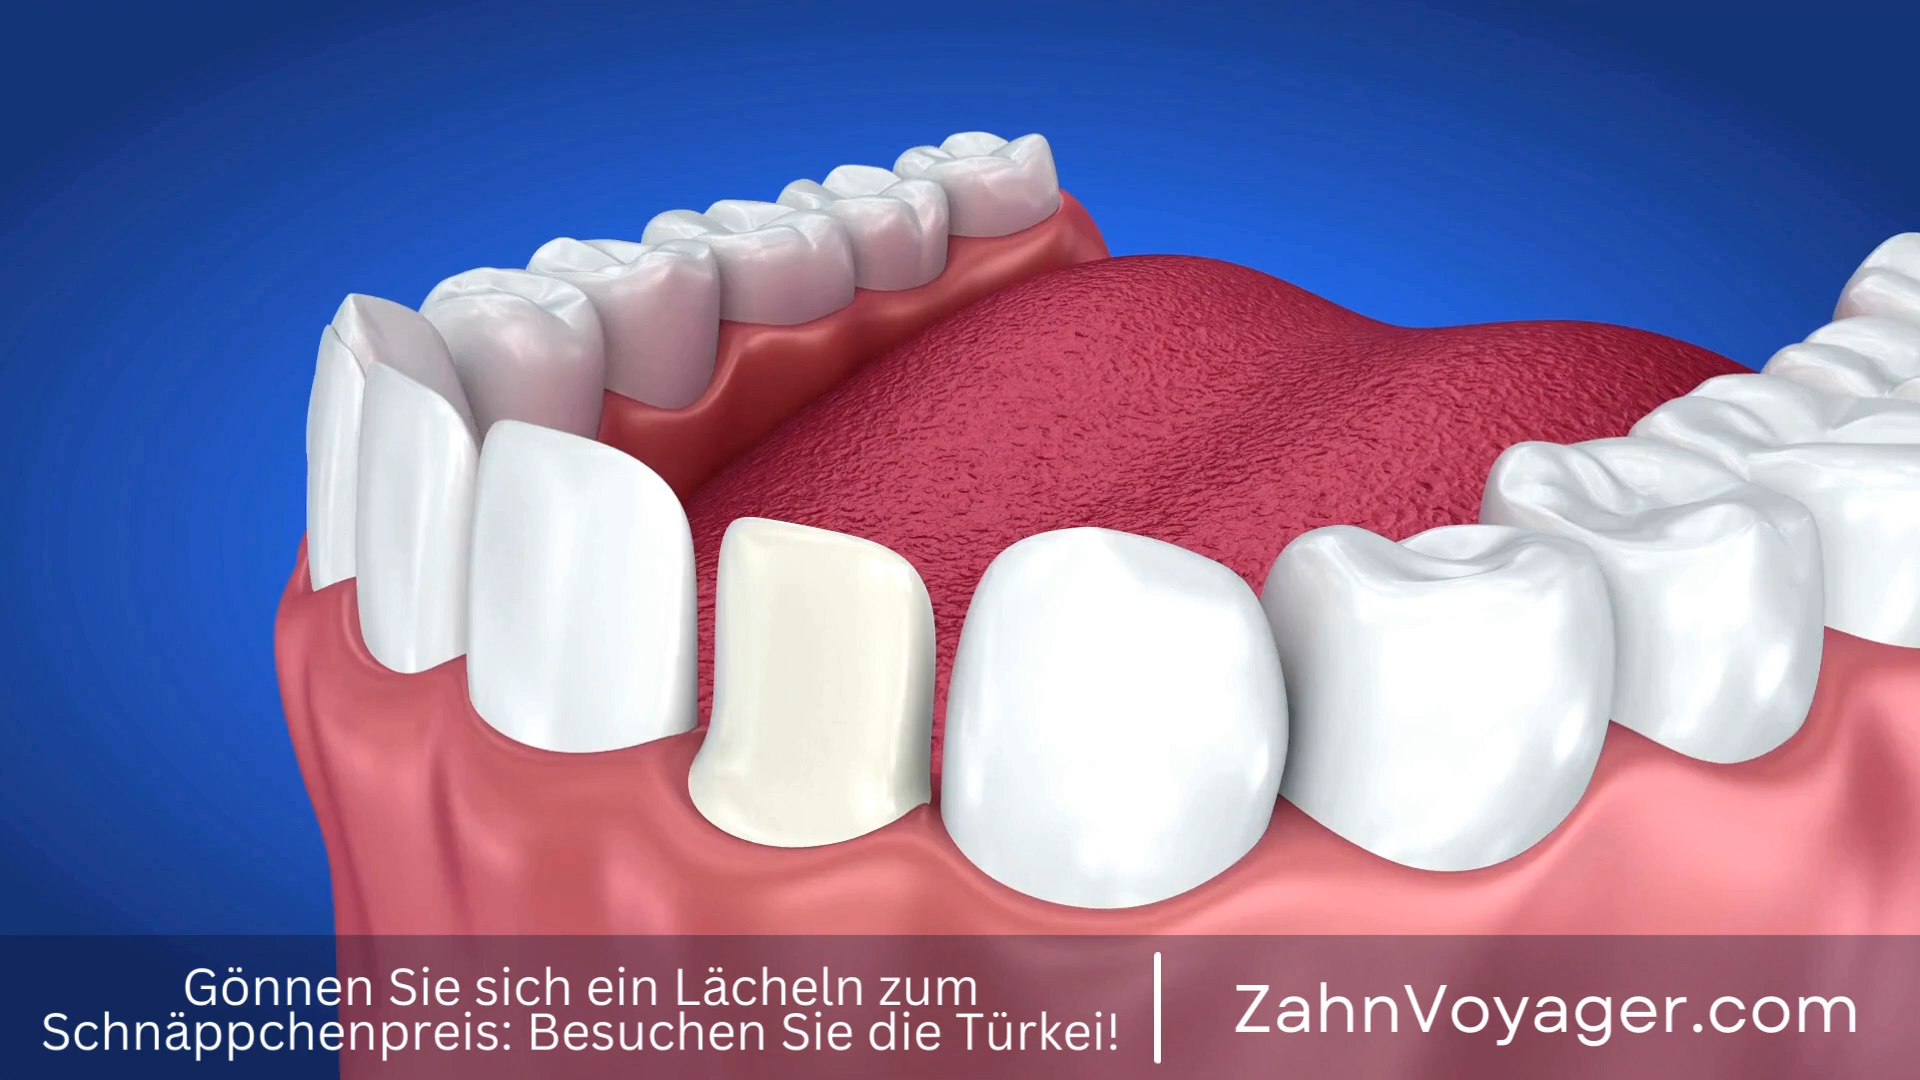 Gönnen Sie sich ein Lächeln zum
Schnäppchenpreis: Besuchen Sie die Türkei!
ZahnVoyager.com